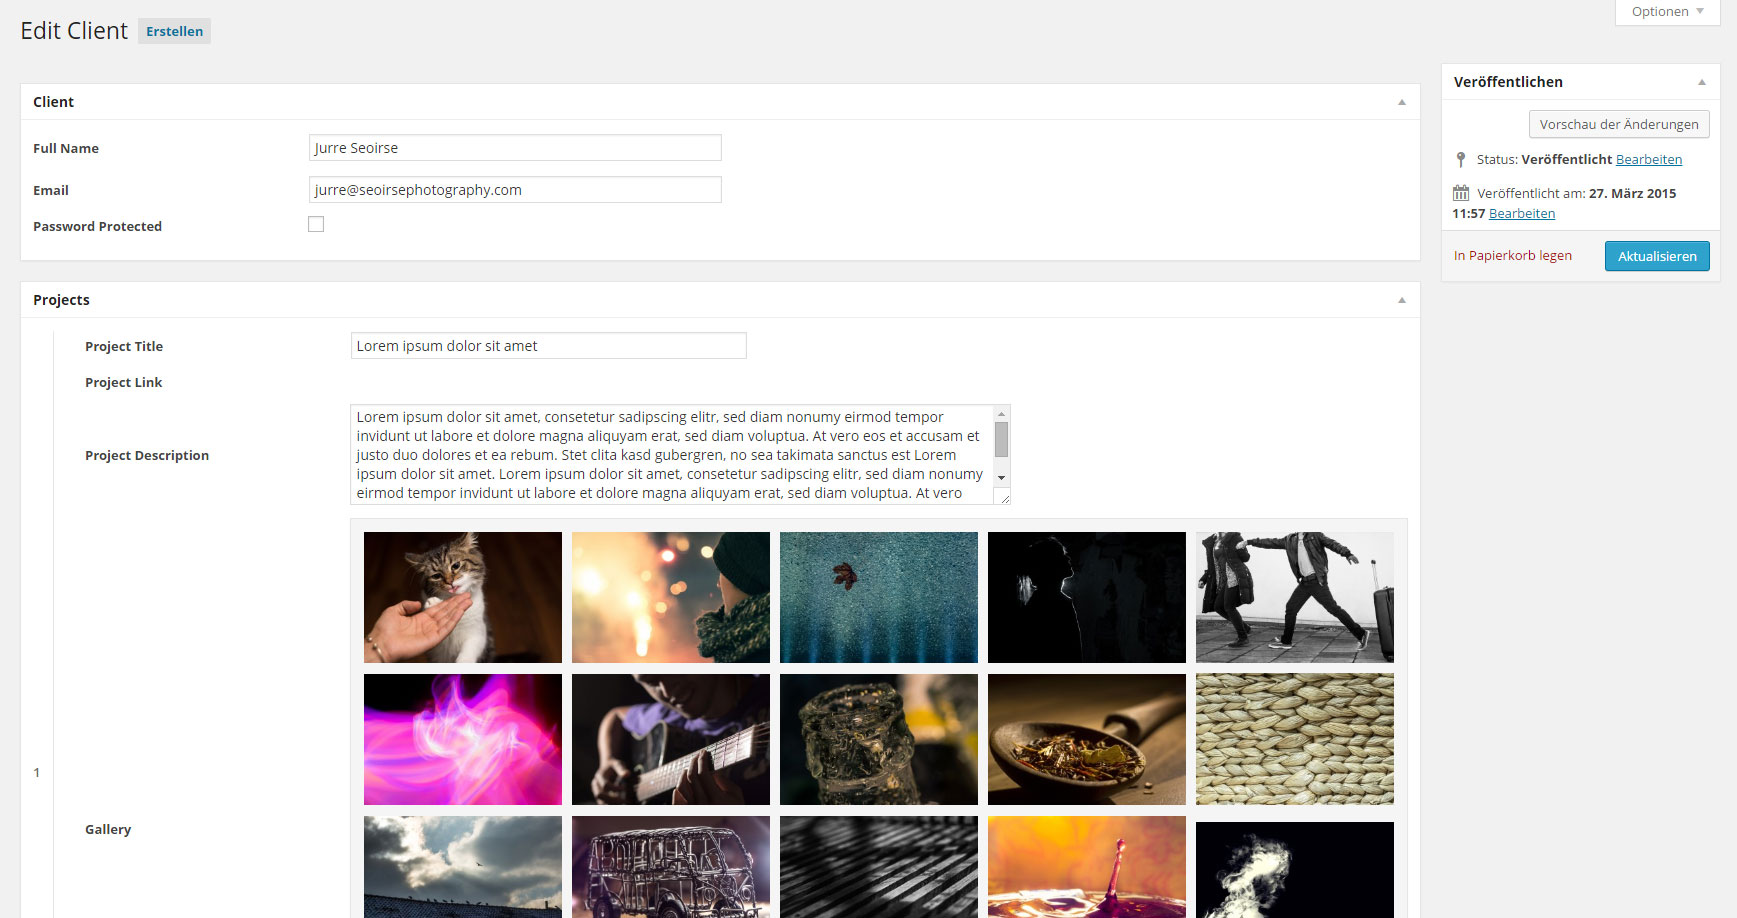 Optionen
Edit Client Erstellen
Client
Full Name Jurre Seoirse
Email jurre@seoirsephotography.com
Password Protected
Veröffentlichen
Vorschau der Änderungen
Status: Veröffentlicht Bearbeiten
Veröffentlicht am: 27. März 2015
11:57 Bearbeiten
In Papierkorb legen Aktualisieren
Projects
Project Title Lorem ipsum dolor sit amet
Project Link
Project Description
Lorem ipsum dolor sit amet, consetetur sadipscing elitr, sed diam nonumy eirmod tempor
invidunt ut labore et dolore magna aliquyam erat, sed diam voluptua. At vero eos et accusam et
justo duo dolores et ea rebum. Stet clita kasd gubergren, no sea takimata sanctus est Lorem
ipsum dolor sit amet. Lorem ipsum dolor sit amet, consetetur sadipscing elitr, sed diam nonumy
eirmod tempor invidunt ut labore et dolore magna aliquyam erat, sed diam voluptua. At vero
1
Gallery